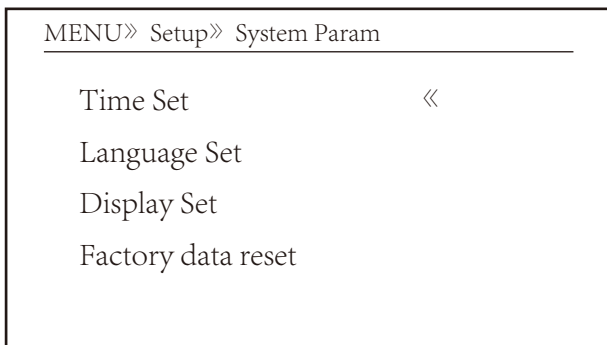 MENU》 Setup》 System Param
Time Set 《
Language Set
Display Set
Factory data reset